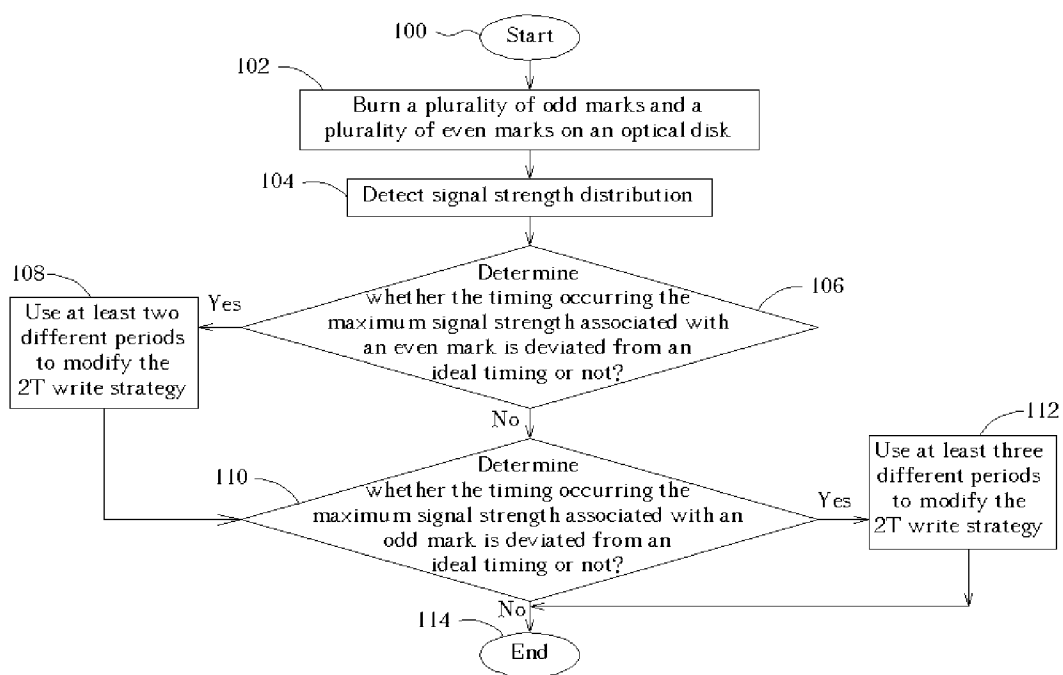 100
Start
102
Burn a plurality of odd marks and a
plurality of even marks on an optical disk
104
Detect signal strength distribution
106
Determine
whether the timing occurring the
maximum signal strength associated with
an even mark is deviated from an
ideal timing or not?
Yes
108
Use at least two
different periods
to modify the
2T write strategy
No
110
Determine
whether the timing occurring the
maximum signal strength associated with an
odd mark is deviated from an
ideal timing or not?
Yes
112
Use at least three
different periods
to modify the
2T write strategy
No
114
End